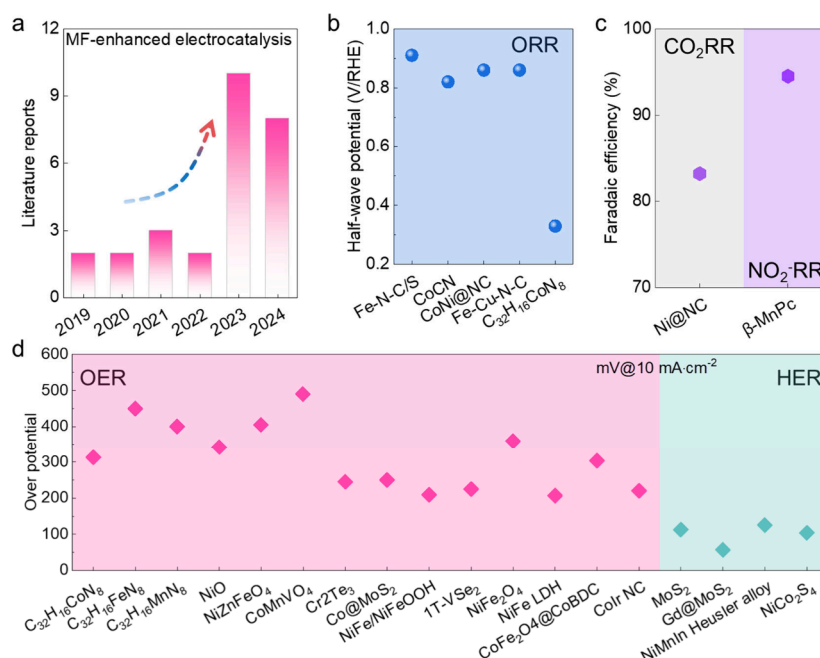 a
MF-enhanced electrocatalysis
Literature reports
12
9
6
3
0
2019
2020
2021
2022
2023
2024
b
ORR
Half-wave potential (V/RHE)
1.0
0.8
0.6
0.4
0.2
Fe-N-C/S
CoCN
CoNi@NC
Fe-Cu-N-C
C₃₂H₁₆CoN₈
c
CO₂RR
NO₂⁻RR
Faradaic efficiency (%)
100
90
80
70
Ni@NC
β-MnPc
d
OER
mV@10 mA·cm⁻²
HER
Over potential
600
500
400
300
200
100
0
C₃₂H₁₆CoN₈
C₃₂H₁₆FeN₈
C₃₂H₁₆MnN₈
NiO
NiZnFeO₄
CoMnVO₄
Cr2Te₃
Co@MoS₂
NiFe/NiFeOOH
1T-VSe₂
NiFe₂O₄
NiFe LDH
CoFe₂O4@CoBDC
CoIr NC
MoS₂
Gd@MoS₂
NiMnIn Heusler alloy
NiCo₂S₄